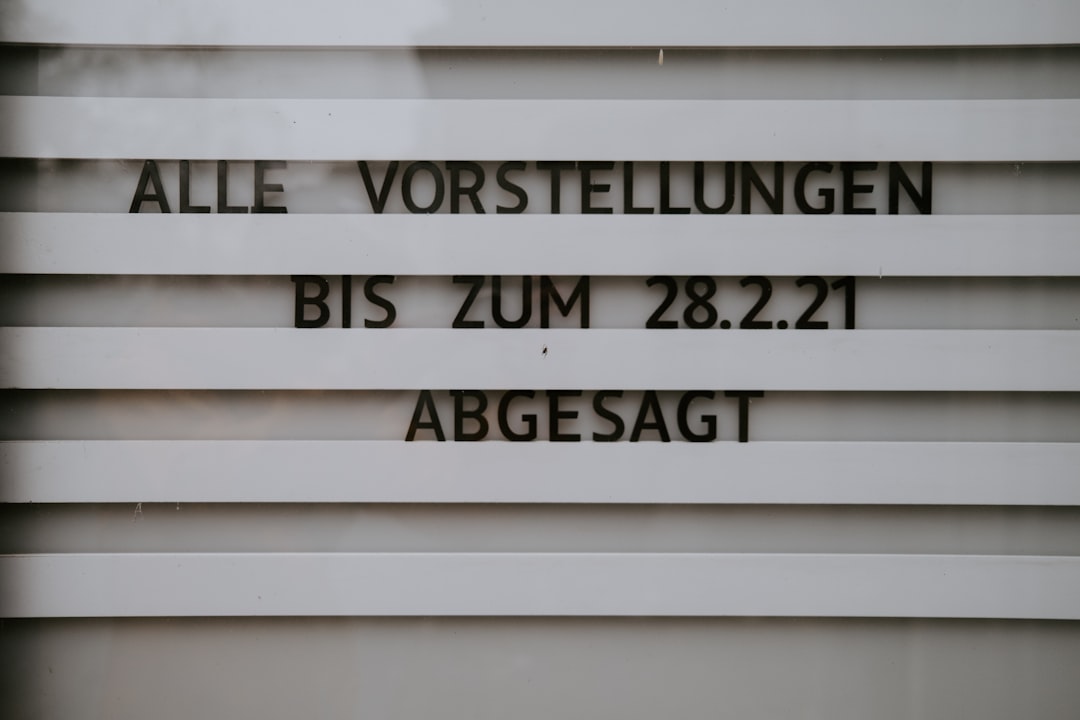 ALLE VORSTELLUNGEN
BIS ZUM 28.2.21
ABGESAGT